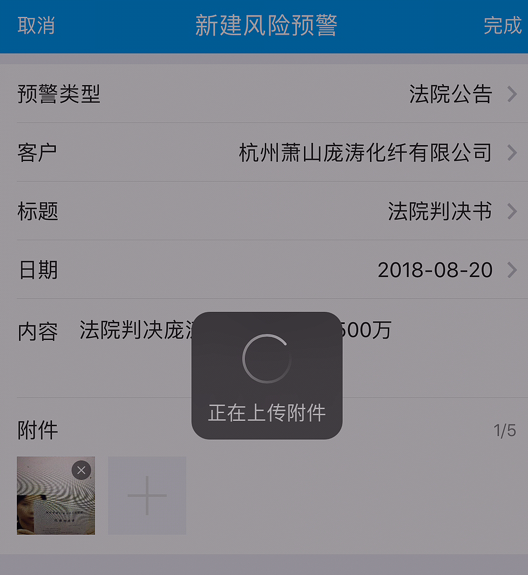 取消 新建风险预警 完成
预警类型 法院公告
客户 杭州萧山庞涛化纤有限公司
标题 法院判决书
日期 2018-08-20
内容 法院判决庞 500万
正在上传附件
附件 1/5